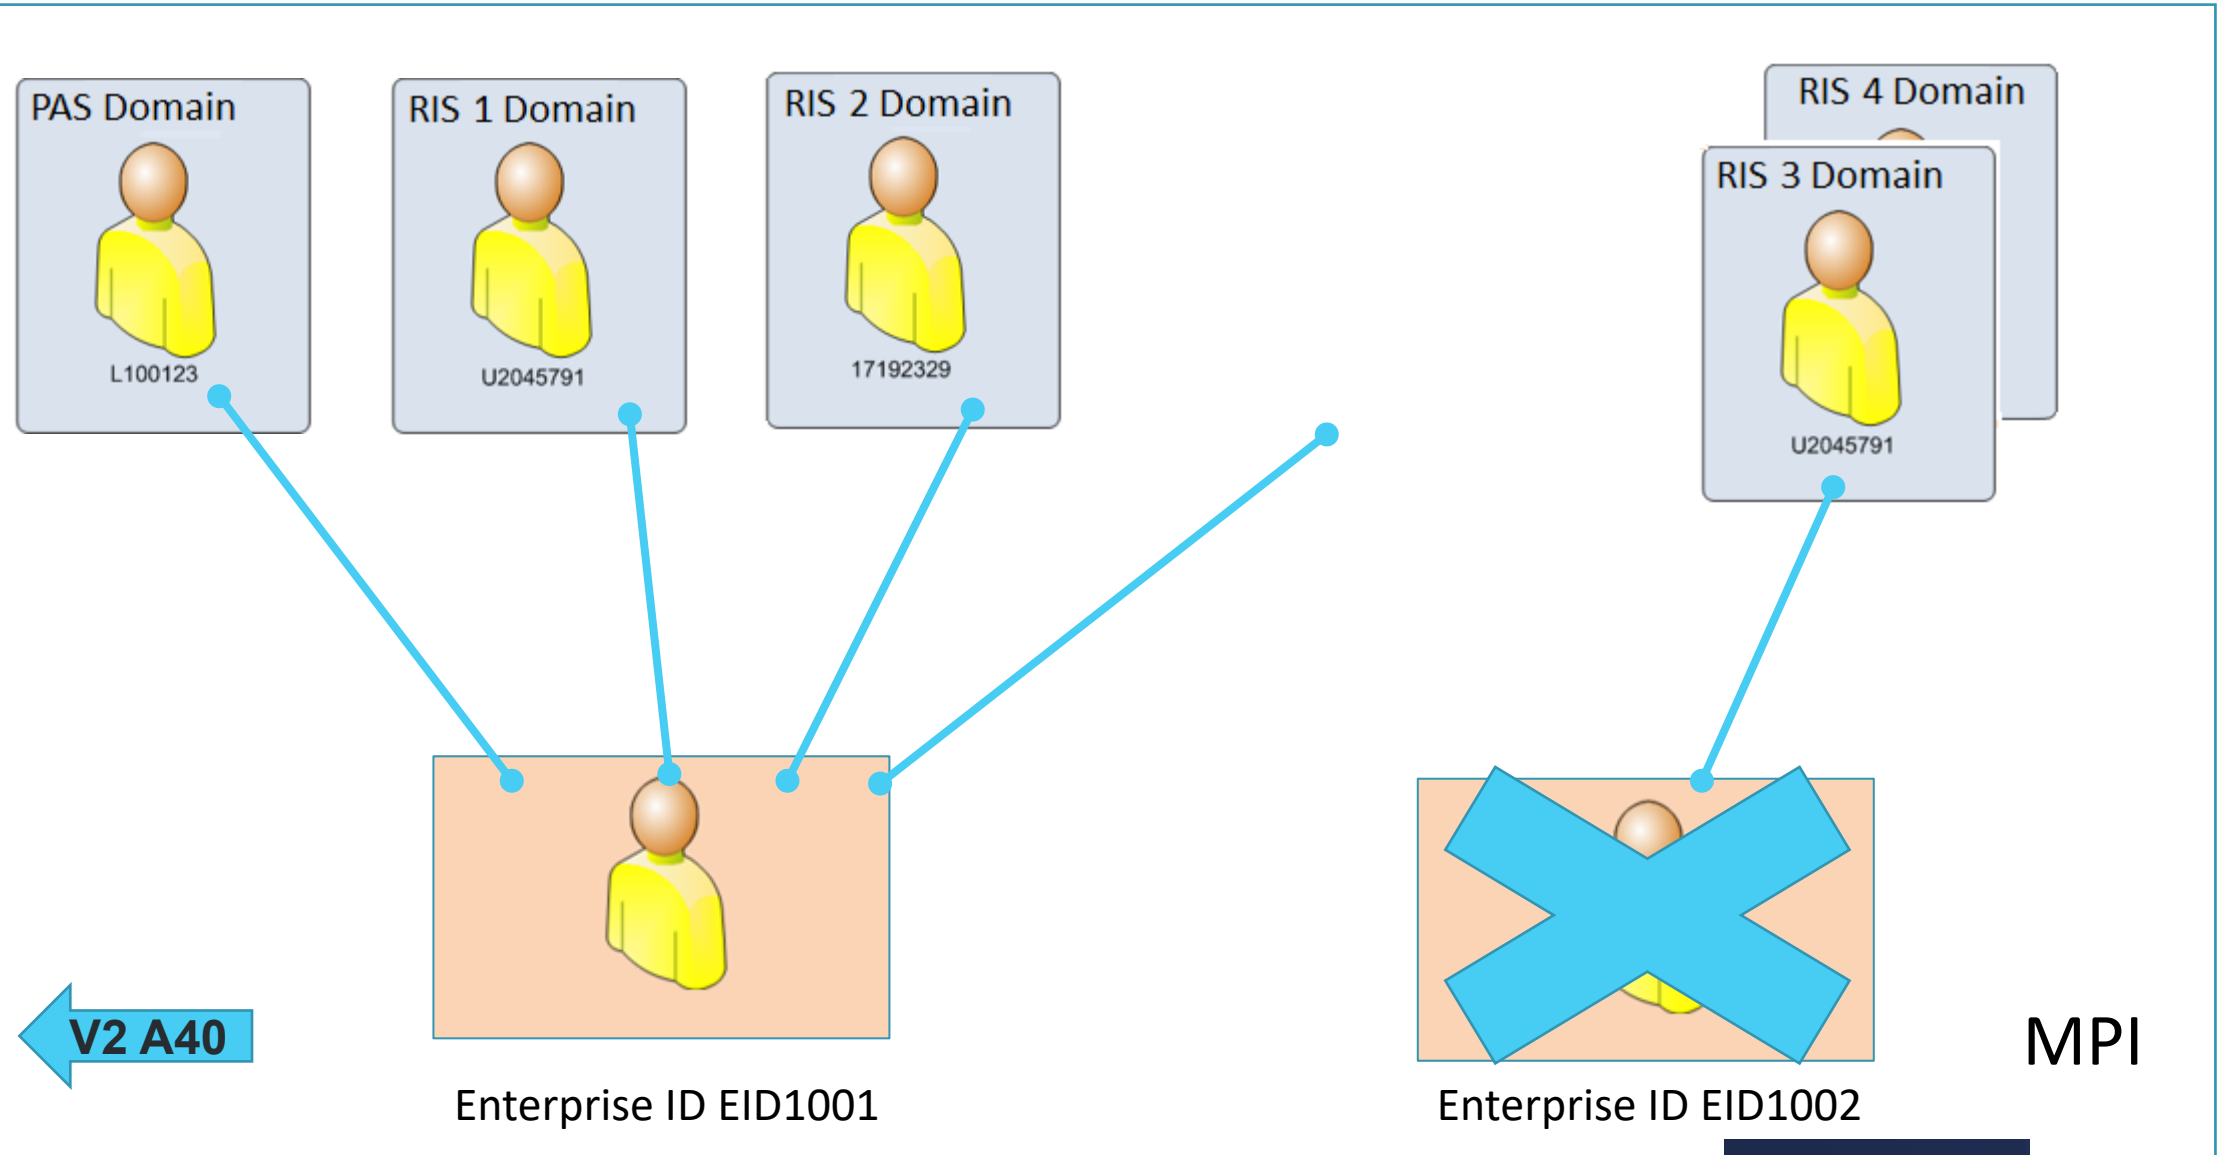 PAS Domain
L100123
RIS 1 Domain
U2045791
RIS 2 Domain
17192329
RIS 4 Domain
RIS 3 Domain
U2045791
V2 A40
Enterprise ID EID1001
Enterprise ID EID1002
MPI